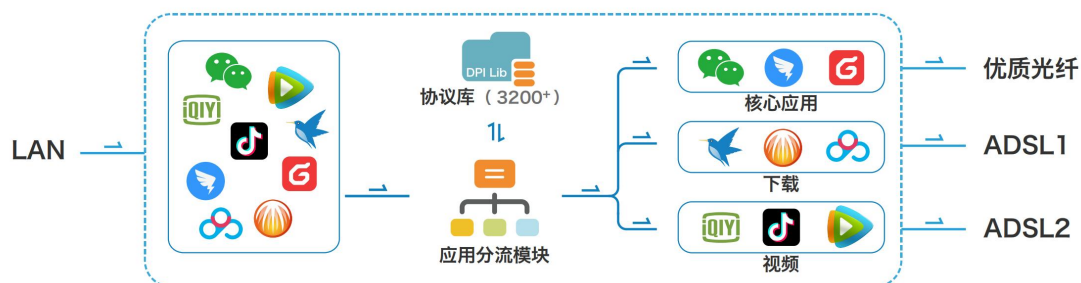 LAN
iQIYI
DPI Lib
协议库（3200+）
应用分流模块
核心应用
下载
iQIYI
视频
优质光纤
ADSL1
ADSL2